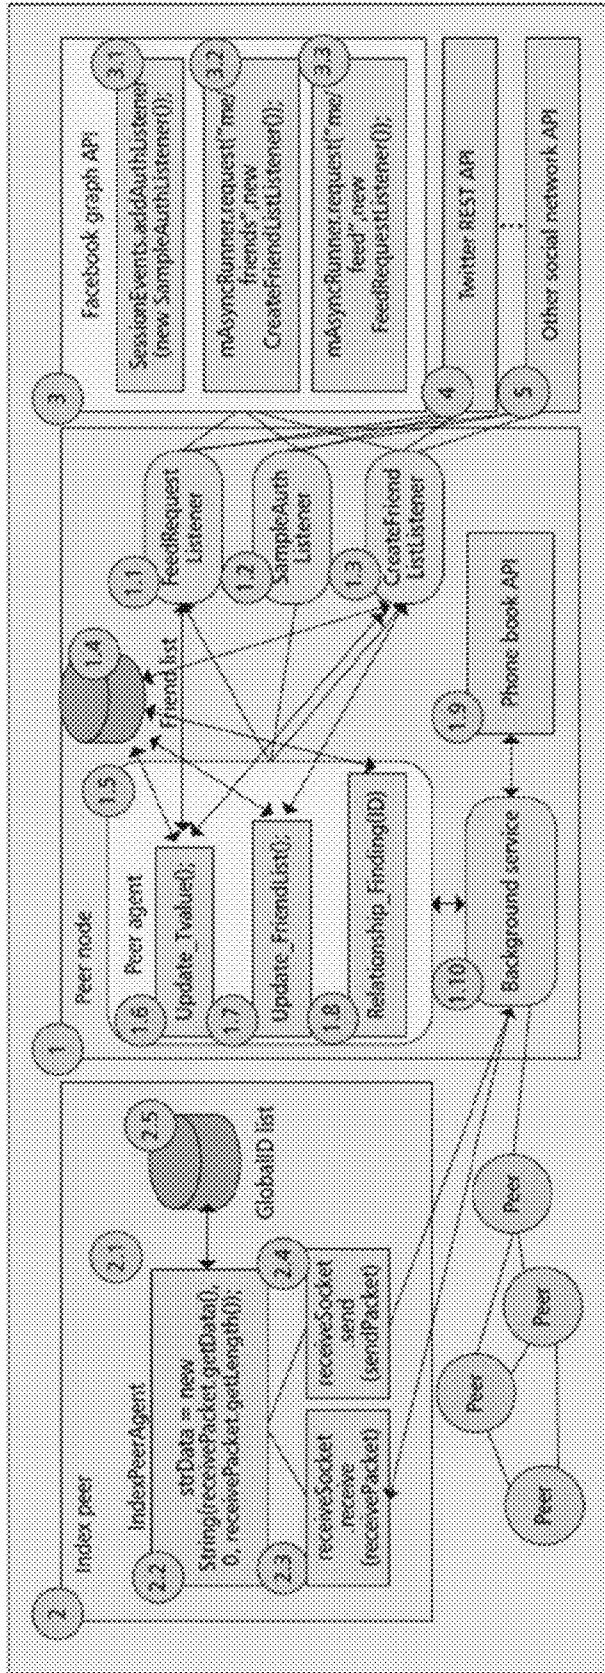 2
Index peer
IndexPeerAgent
2.1
2.2
strData = new
String(receivePacket.getData(),
0, receivePacket.getLength());
2.5
GlobalID list
2.3
receiveSocket
.receive
(receivePacket)
2.4
receiveSocket
.send
(sendPacket)
Peer
Peer
Peer
Peer
1
Peer node
1.5
Peer agent
1.6
Update_Tvalue();
1.7
Update_FriendList();
1.8
Relationship_Finding(ID)
1.4
Friend list
1.1
FeedRequest
Listener
1.2
SampleAuth
Listener
1.3
CreateFriend
ListListener
1.10
Background service
1.9
Phone book API
3
Facebook graph API
3.1
SessionEvents.addAuthListener
(new SampleAuthListener());
3.2
mAsyncRunner.request("me/
friends",new
CreateFriendListListener());
3.3
mAsyncRunner.request("me/
feed",new
FeedRequestListener());
4
Twitter REST API
5
Other social network API